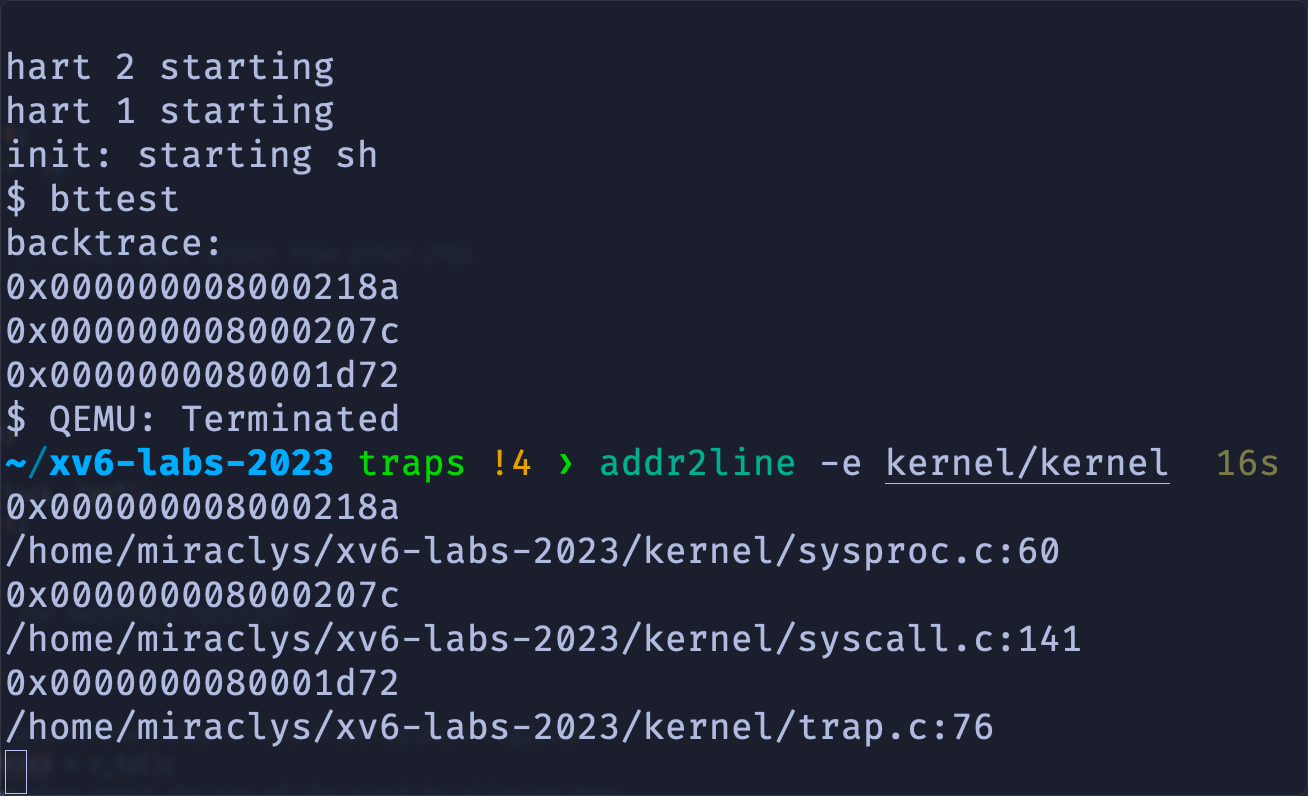 hart 2 starting
hart 1 starting
init: starting sh
$ bttest
backtrace:
0x000000008000218a
0x000000008000207c
0x0000000080001d72
$ QEMU: Terminated
~/xv6-labs-2023 traps !4 ❯ addr2line -e kernel/kernel 16s
0x000000008000218a
/home/miraclys/xv6-labs-2023/kernel/sysproc.c:60
0x000000008000207c
/home/miraclys/xv6-labs-2023/kernel/syscall.c:141
0x0000000080001d72
/home/miraclys/xv6-labs-2023/kernel/trap.c:76